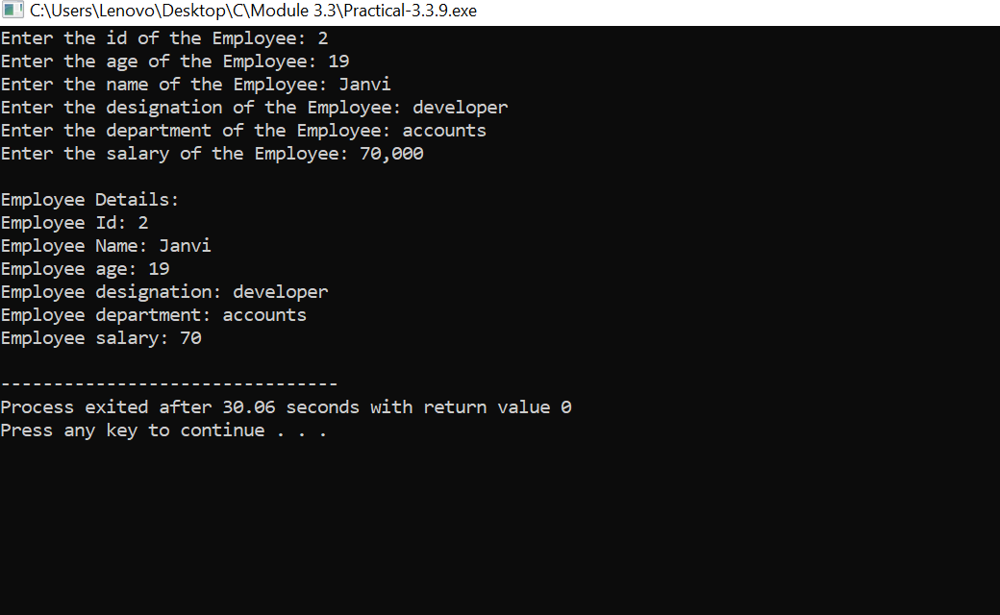 C:\Users\Lenovo\Desktop\C\Module 3.3\Practical-3.3.9.exe
Enter the id of the Employee: 2
Enter the age of the Employee: 19
Enter the name of the Employee: Janvi
Enter the designation of the Employee: developer
Enter the department of the Employee: accounts
Enter the salary of the Employee: 70,000
Employee Details:
Employee Id: 2
Employee Name: Janvi
Employee age: 19
Employee designation: developer
Employee department: accounts
Employee salary: 70
--------------------------------
Process exited after 30.06 seconds with return value 0
Press any key to continue . . .